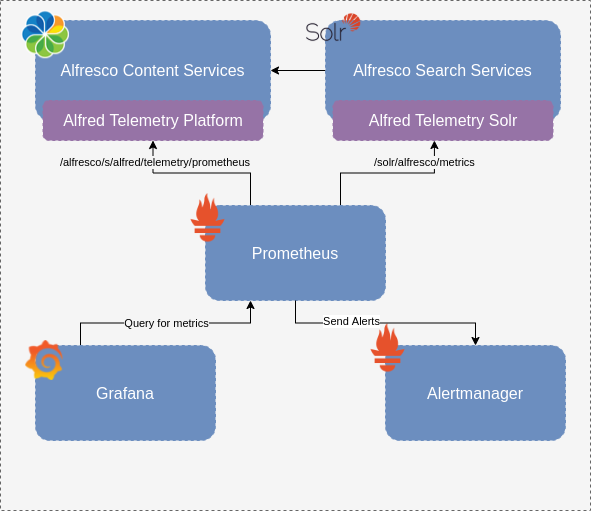 Solr
Alfresco Content Services
Alfresco Search Services
Alfred Telemetry Platform
Alfred Telemetry Solr
/alfresco/s/alfred/telemetry/prometheus
/solr/alfresco/metrics
Prometheus
Query for metrics
Send Alerts
Grafana
Alertmanager